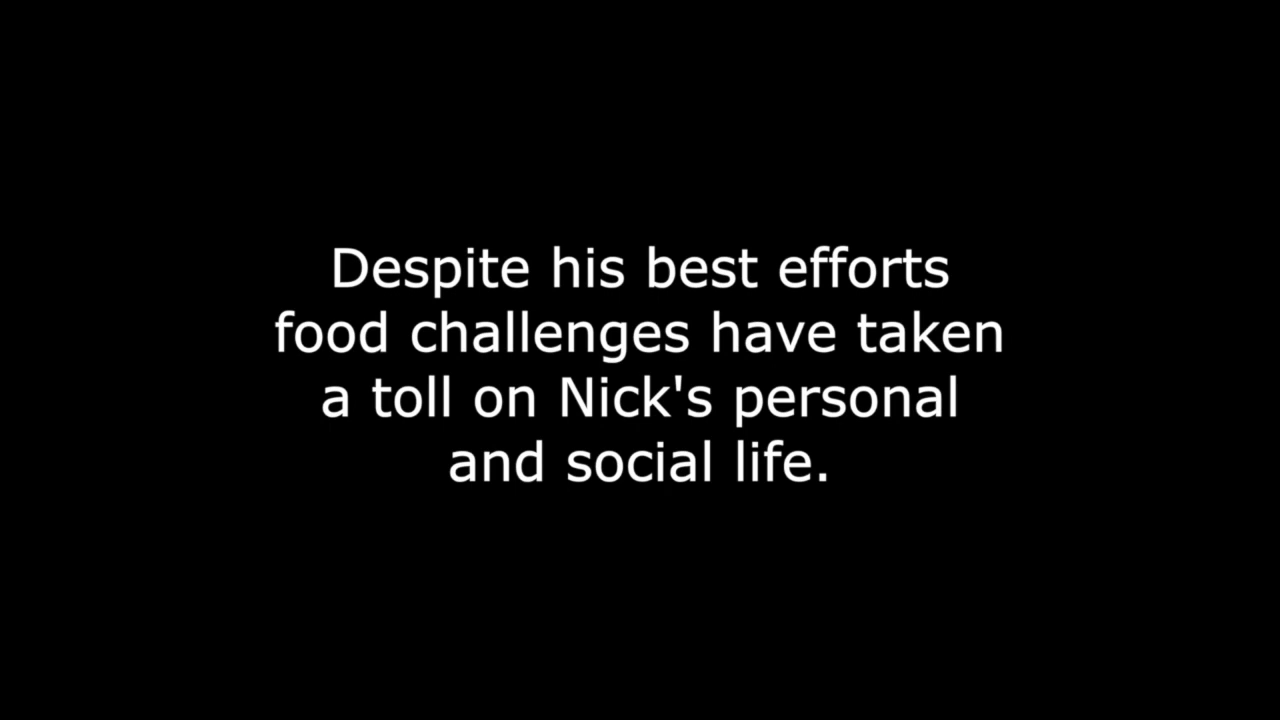 Despite his best efforts
food challenges have taken
a toll on Nick's personal
and social life.